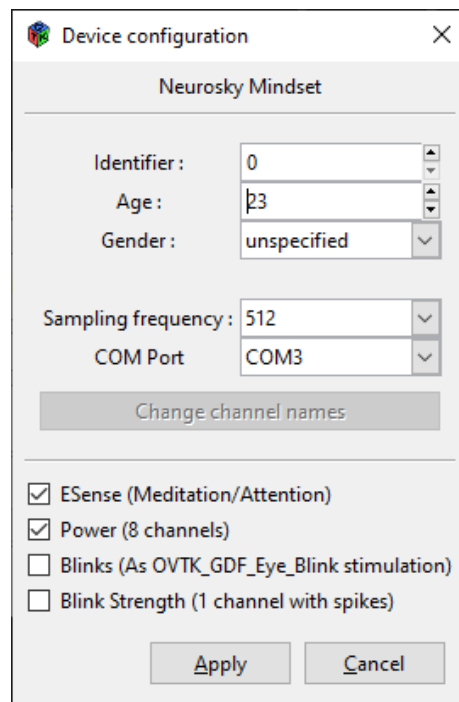 Device configuration
Neurosky Mindset
Identifier : 0
Age : 23
Gender : unspecified
Sampling frequency : 512
COM Port COM3
Change channel names
ESense (Meditation/Attention)
Power (8 channels)
Blinks (As OVTK_GDF_Eye_Blink stimulation)
Blink Strength (1 channel with spikes)
Apply Cancel